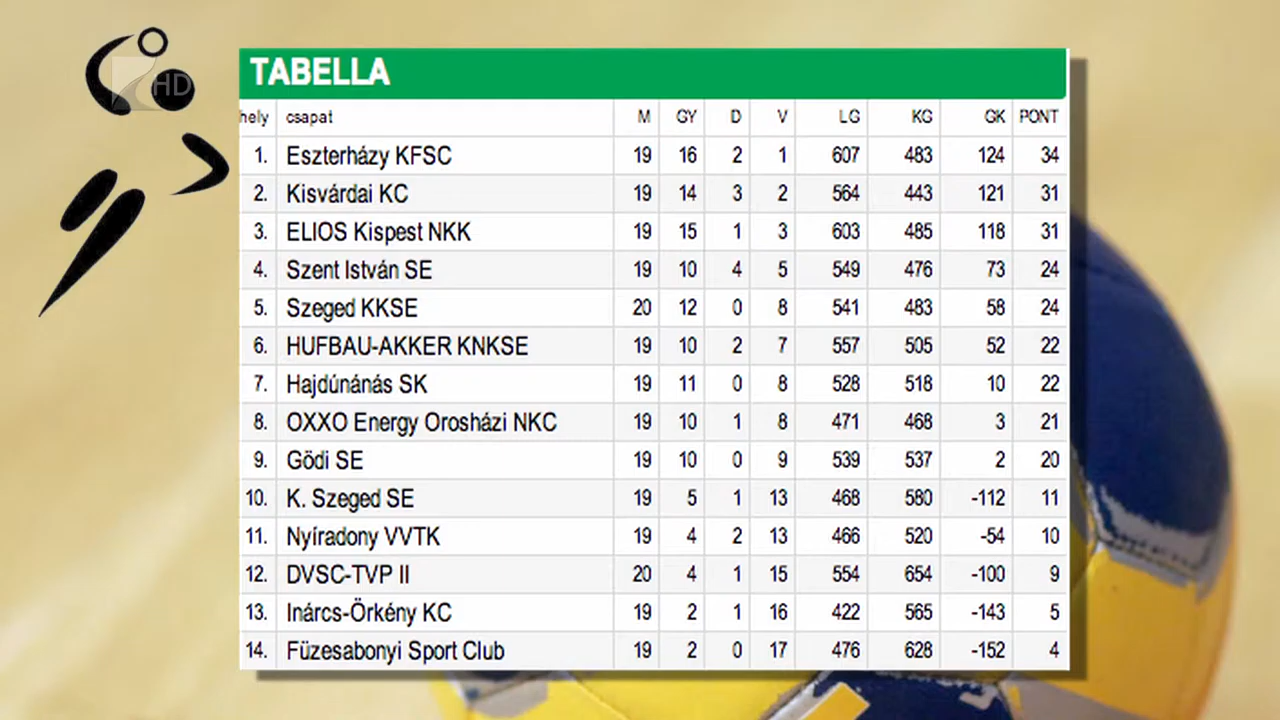 HD
TABELLA
hely csapat M GY D V LG KG GK PONT
1. Eszterházy KFSC 19 16 2 1 607 483 124 34
2. Kisvárdai KC 19 14 3 2 564 443 121 31
3. ELIOS Kispest NKK 19 15 1 3 603 485 118 31
4. Szent István SE 19 10 4 5 549 476 73 24
5. Szeged KKSE 20 12 0 8 541 483 58 24
6. HUFBAU-AKKER KNKSE 19 10 2 7 557 505 52 22
7. Hajdúnánás SK 19 11 0 8 528 518 10 22
8. OXXO Energy Orosházi NKC 19 10 1 8 471 468 3 21
9. Gödi SE 19 10 0 9 539 537 2 20
10. K. Szeged SE 19 5 1 13 468 580 -112 11
11. Nyíradony VVTK 19 4 2 13 466 520 -54 10
12. DVSC-TVP II 20 4 1 15 554 654 -100 9
13. Inárcs-Örkény KC 19 2 1 16 422 565 -143 5
14. Füzesabonyi Sport Club 19 2 0 17 476 628 -152 4